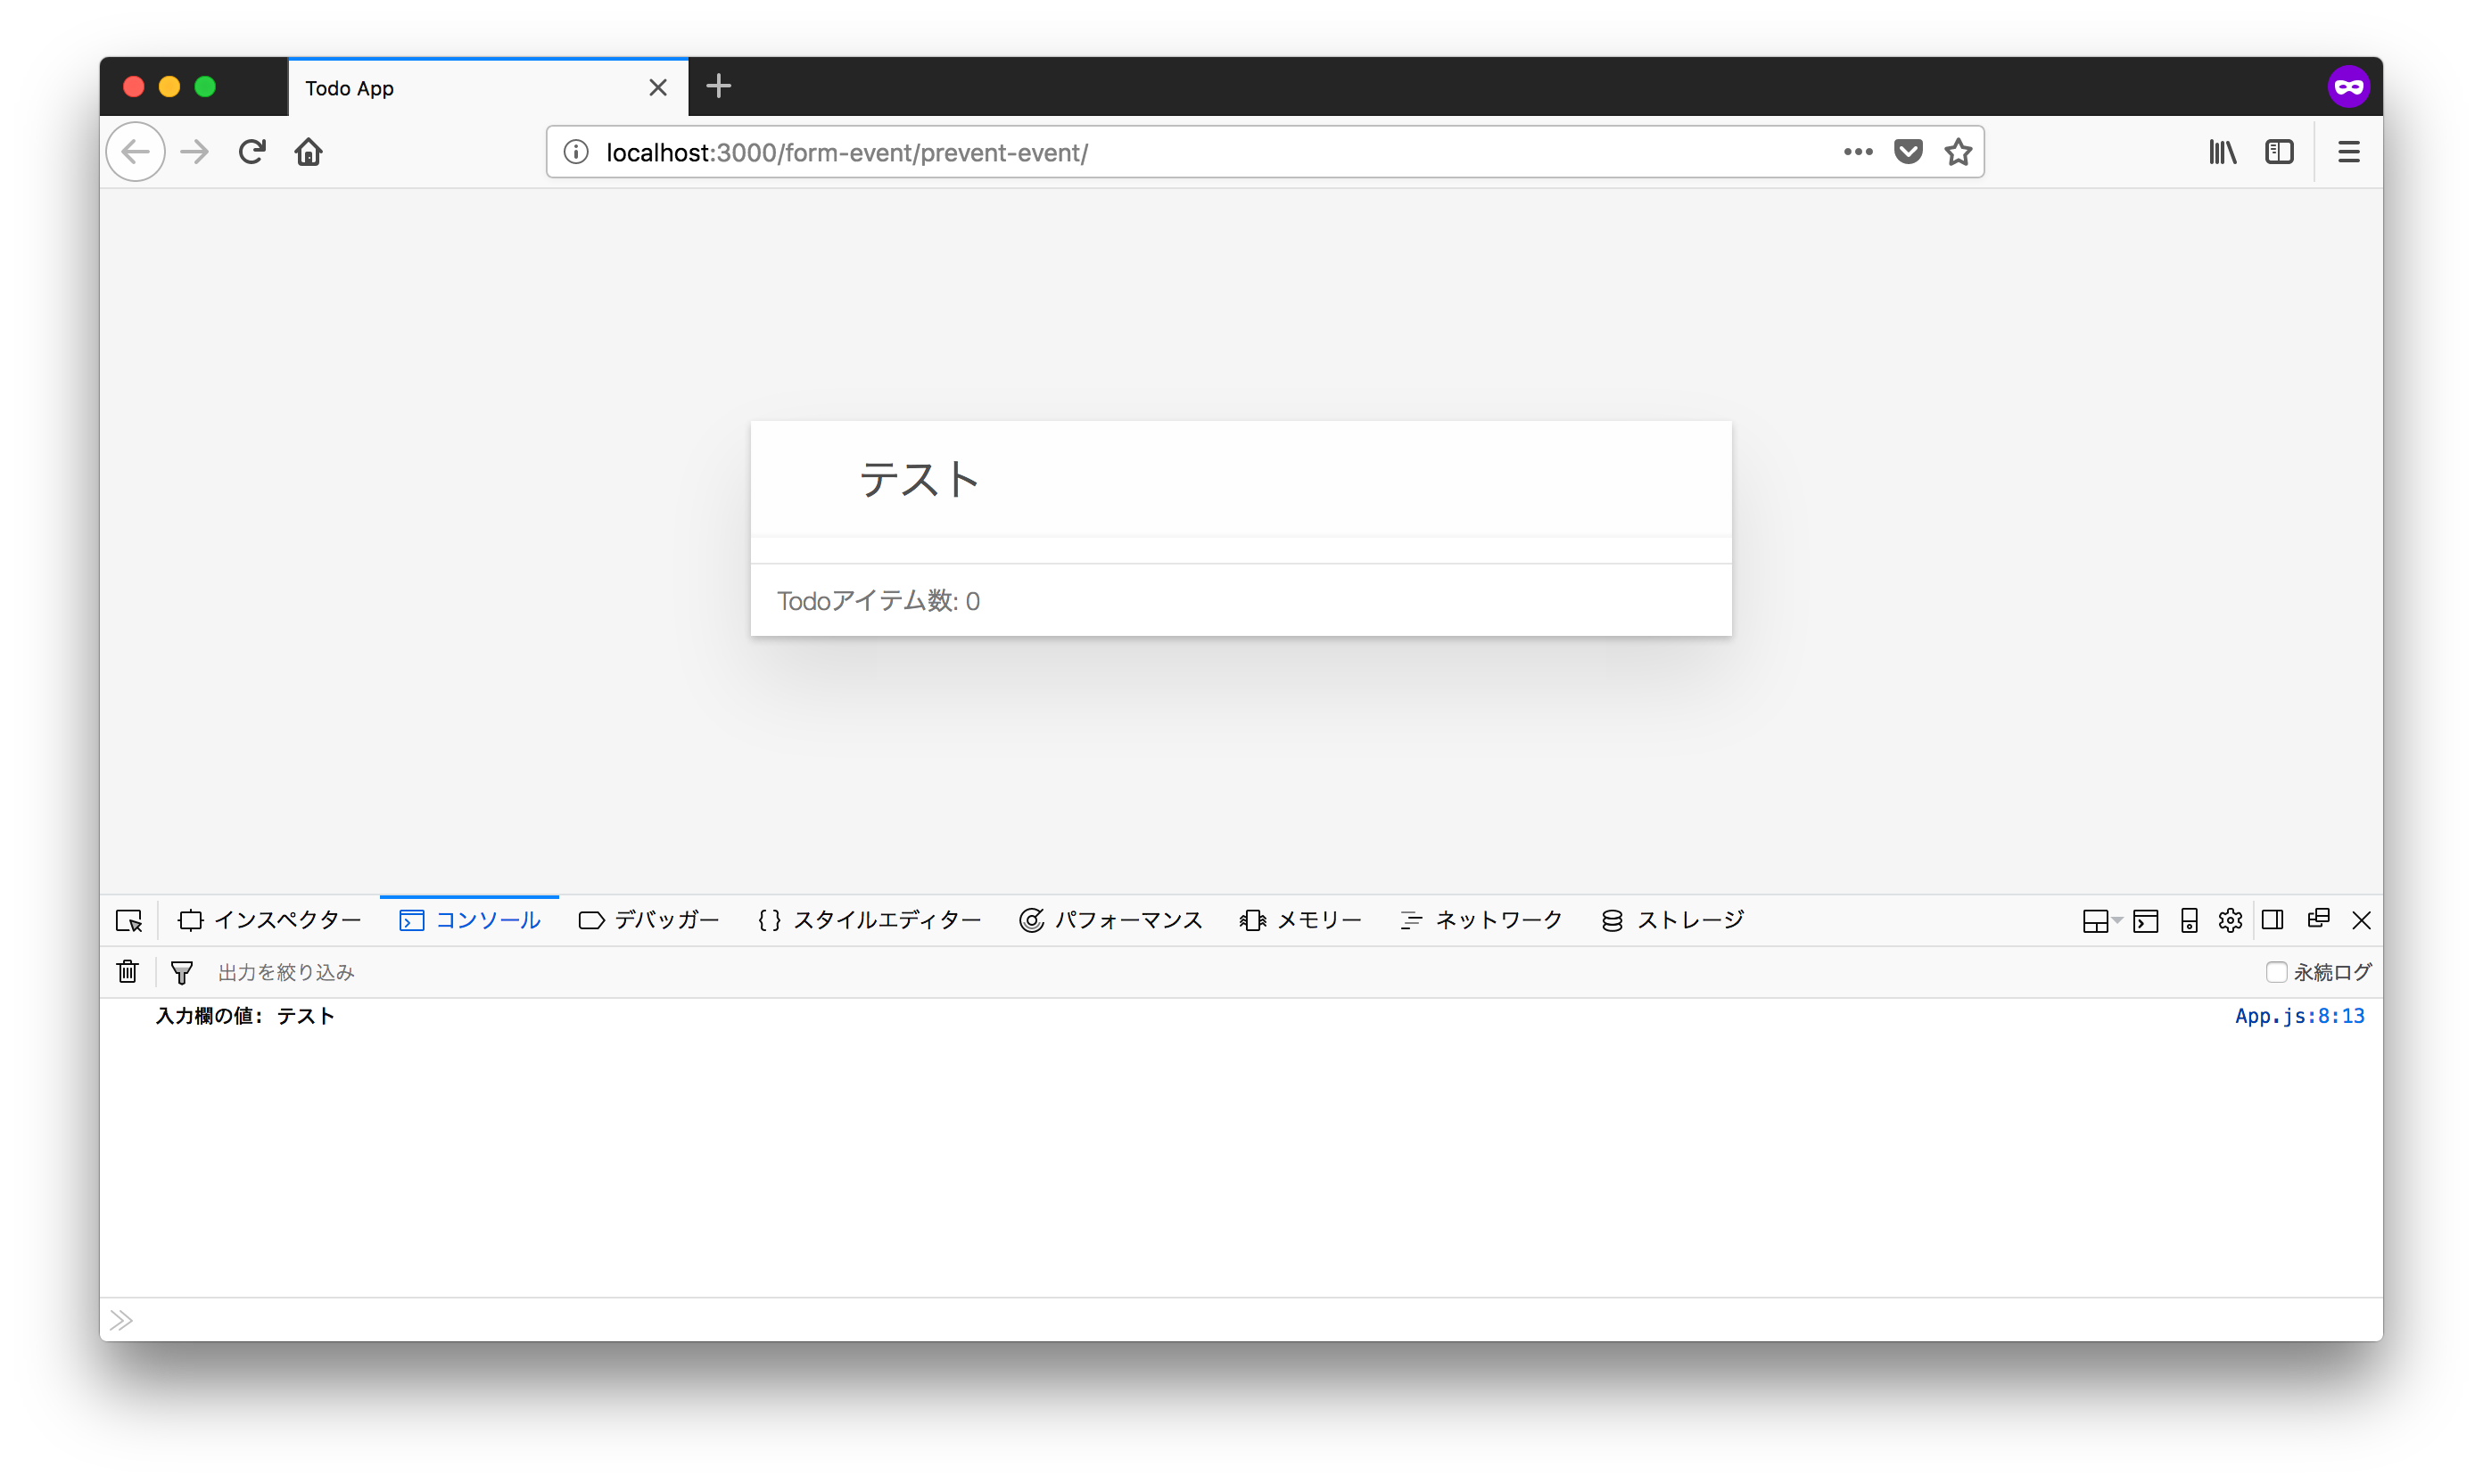 Todo App
localhost:3000/form-event/prevent-event/
テスト
Todoアイテム数: 0
インスペクター コンソール デバッガー スタイルエディター パフォーマンス メモリー ネットワーク ストレージ
出力を絞り込み 永続ログ
入力欄の値: テスト App.js:8:13